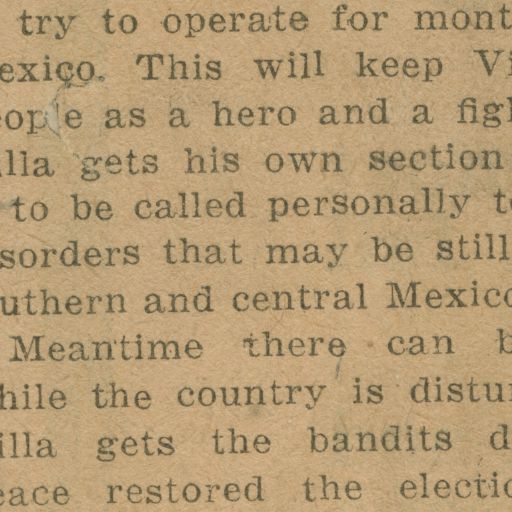 try to operate for mont
exico. This will keep Vi
eople as a hero and a figh
illa gets his own section
to be called personally to
sorders that may be still
uthern and central Mexico
Meantime there can b
hile the country is distur
illa gets the bandits d
eace restored the electio